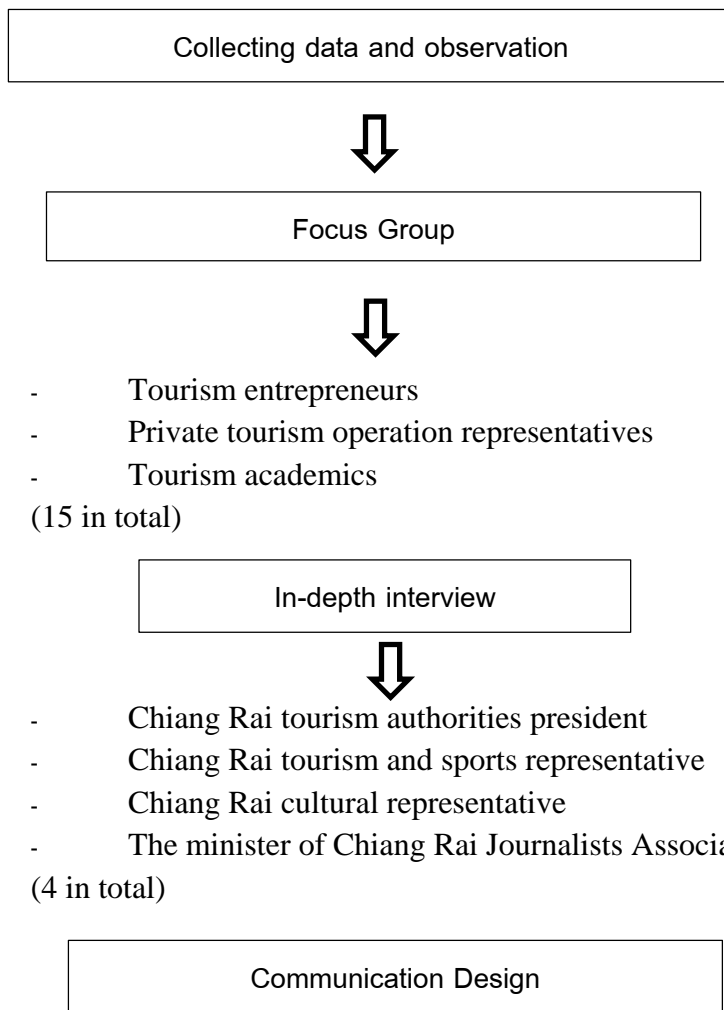 Collecting data and observation
Focus Group
- Tourism entrepreneurs
- Private tourism operation representatives
- Tourism academics
(15 in total)
In-depth interview
- Chiang Rai tourism authorities president
- Chiang Rai tourism and sports representative
- Chiang Rai cultural representative
- The minister of Chiang Rai Journalists
(4 in total)
Communication Design